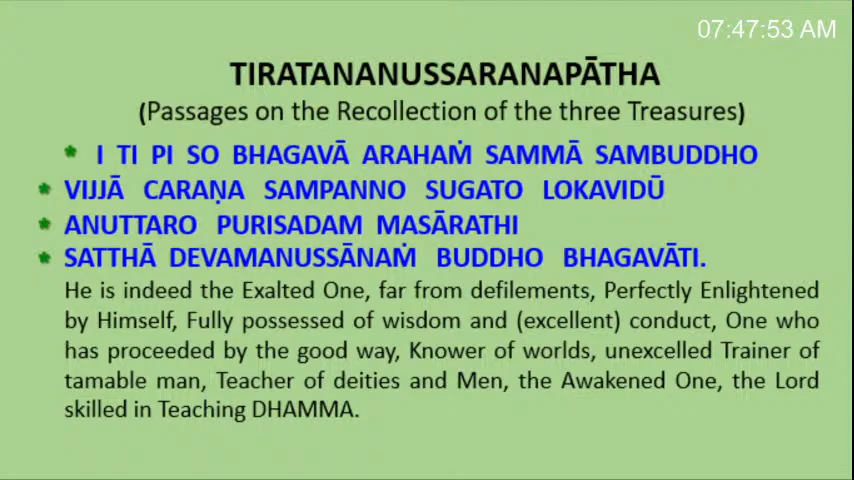 07:47:53 AM
TIRATANANUSSARANAPĀTHA
(Passages on the Recollection of the three Treasures)
* I TI PI SO BHAGAVĀ ARAHAṀ SAMMĀ SAMBUDDHO
* VIJJĀ CARAṆA SAMPANNO SUGATO LOKAVIDŪ
* ANUTTARO PURISADAM MASĀRATHI
* SATTHĀ DEVAMANUSSĀNAṀ BUDDHO BHAGAVĀTI.
He is indeed the Exalted One, far from defilements, Perfectly Enlightened
by Himself, Fully possessed of wisdom and (excellent) conduct, One who
has proceeded by the good way, Knower of worlds, unexcelled Trainer of
tamable man, Teacher of deities and Men, the Awakened One, the Lord
skilled in Teaching DHAMMA.